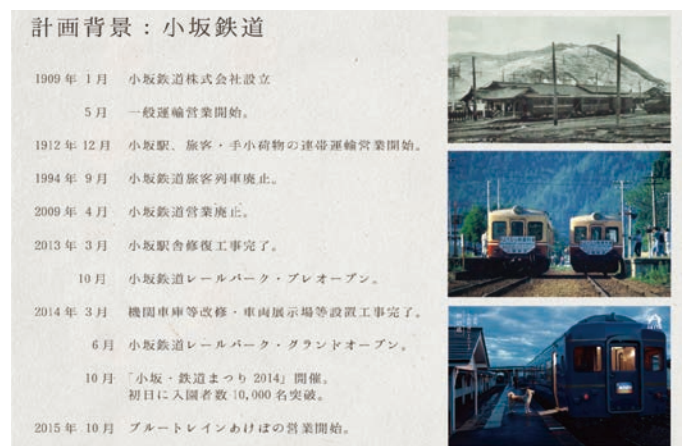 計画背景：小坂鉄道
1909年 1月 小坂鉄道株式会社設立
5月 一般運輸営業開始。
1912年 12月 小坂駅、旅客・手小荷物の連帯運輸営業開始。
1994年 9月 小坂鉄道旅客列車廃止。
2009年 4月 小坂鉄道営業廃止。
2013年 3月 小坂駅舎修復工事完了。
10月 小坂鉄道レールパーク・プレオープン。
2014年 3月 機関車庫等改修・車両展示場等設置工事完了。
6月 小坂鉄道レールパーク・グランドオープン。
10月 「小坂・鉄道まつり2014」開催。
初日に入園者数10,000名突破。
2015年 10月 ブルートレインあけぼの営業開始。